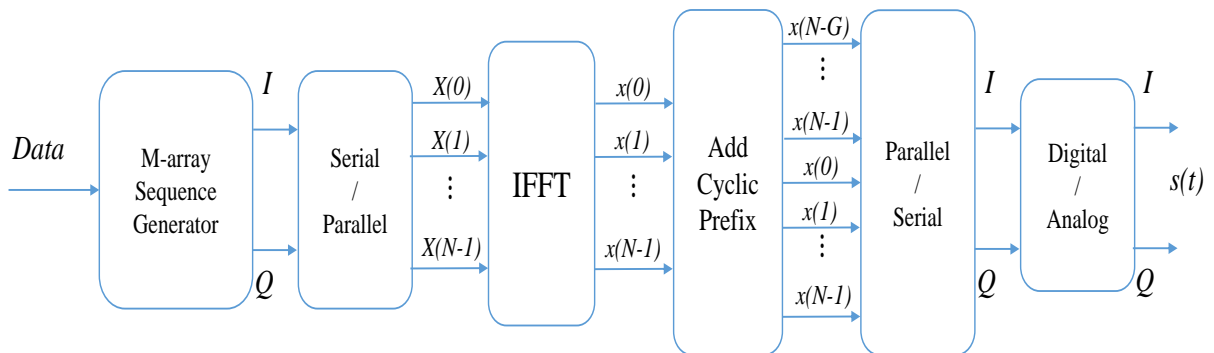 Data
M-array
Sequence
Generator
I
Q
Serial
/
Parallel
X(0)
X(1)
⋮
X(N-1)
IFFT
x(0)
x(1)
⋮
x(N-1)
Add
Cyclic
Prefix
x(N-G)
⋮
x(N-1)
x(0)
x(1)
⋮
x(N-1)
Parallel
/
Serial
I
Q
Digital
/
Analog
I
s(t)
Q